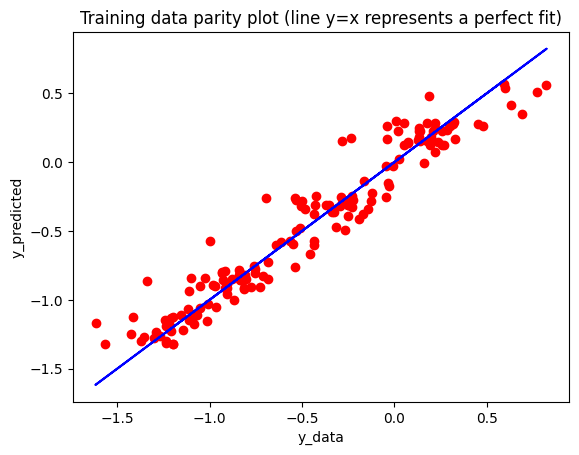 Training data parity plot (line y=x represents a perfect fit)
y_predicted
0.5
0.0
−0.5
−1.0
−1.5
−1.5 −1.0 −0.5 0.0 0.5
y_data